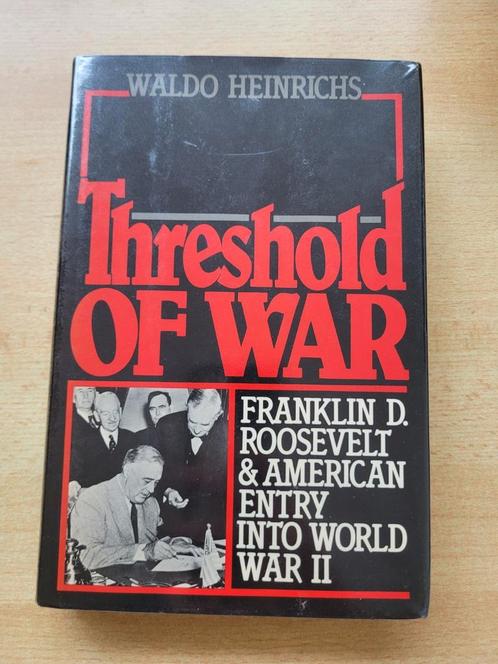 WALDO HEINRICHS
Threshold
OF WAR
FRANKLIN D.
ROOSEVELT
& AMERICAN
ENTRY
INTO WORLD
WAR II